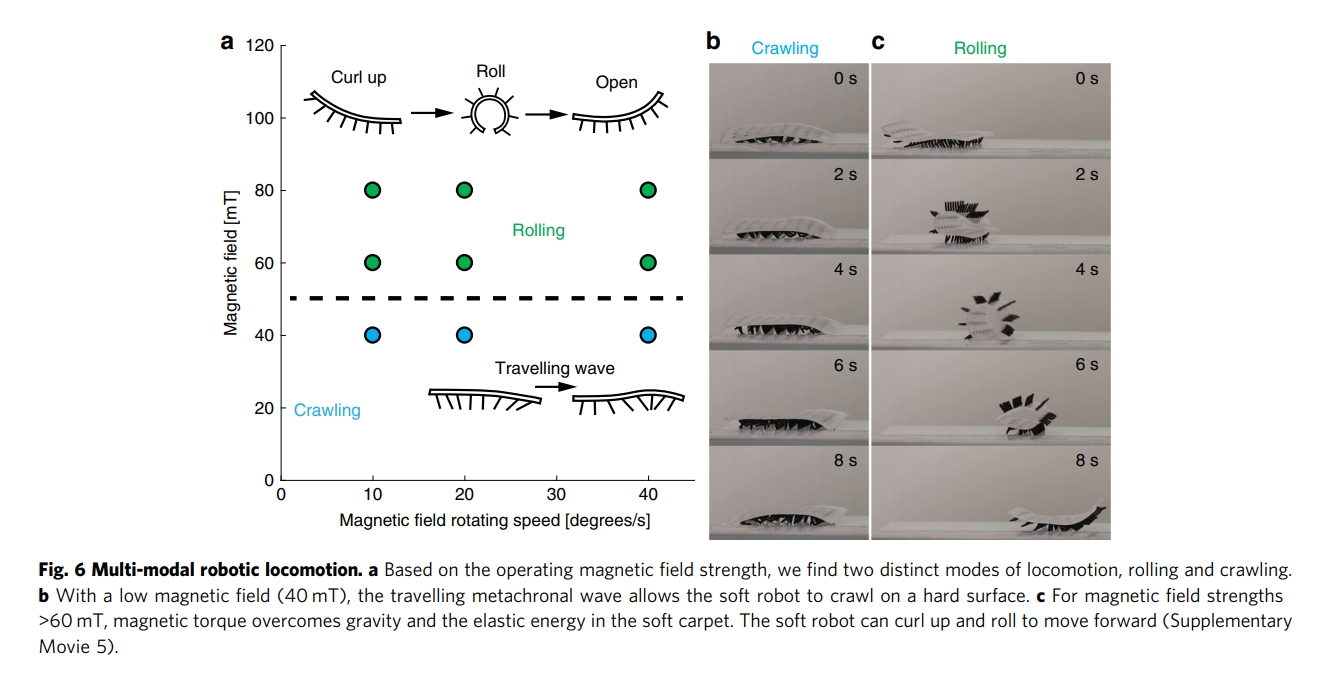 a
120
100
80
60
40
20
0
Magnetic field [mT]
Curl up
Roll
Open
Rolling
Travelling wave
Crawling
0
10
20
30
40
Magnetic field rotating speed [degrees/s]
b
Crawling
0 s
2 s
4 s
6 s
8 s
c
Rolling
0 s
2 s
4 s
6 s
8 s
Fig. 6 Multi-modal robotic locomotion. a Based on the operating magnetic field strength, we find two distinct modes of locomotion, rolling and crawling.
b With a low magnetic field (40 mT), the travelling metachronal wave allows the soft robot to crawl on a hard surface. c For magnetic field strengths
>60 mT, magnetic torque overcomes gravity and the elastic energy in the soft carpet. The soft robot can curl up and roll to move forward (Supplementary
Movie 5).